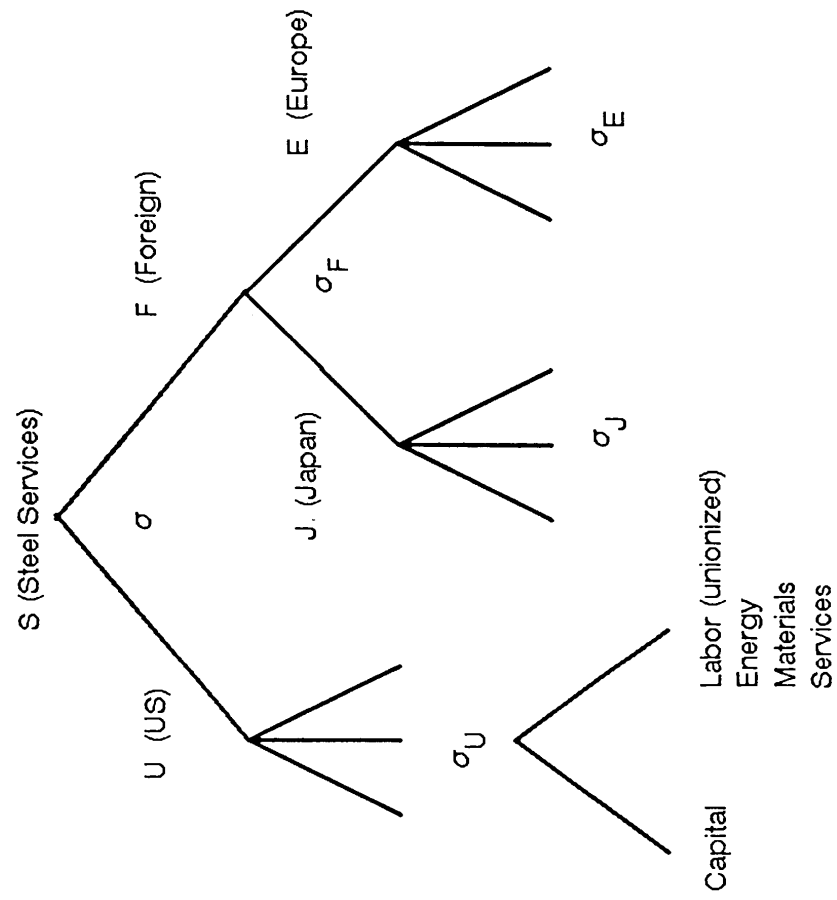 S (Steel Services)
σ
U (US)
F (Foreign)
σ_F
J. (Japan)
E (Europe)
σ_U
σ_J
σ_E
Capital
Labor (unionized)
Energy
Materials
Services